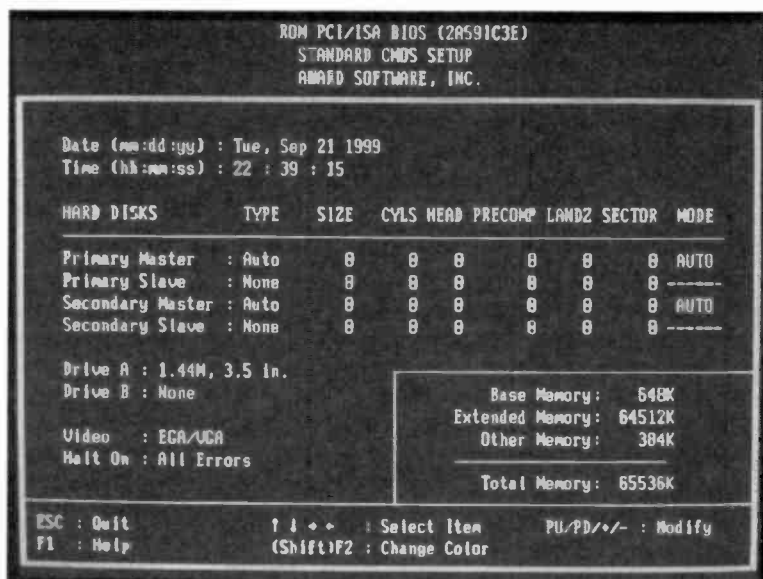 ROM PCI/ISA BIOS (2A59IC3E)
STANDARD CMOS SETUP
AWARD SOFTWARE, INC.
Date (mm:dd:yy) : Tue, Sep 21 1999
Time (hh:mm:ss) : 22 : 39 : 15
HARD DISKS TYPE SIZE CYLS HEAD PRECOMP LANDZ SECTOR MODE
Primary Master : Auto 0 0 0 0 0 0 AUTO
Primary Slave : None 0 0 0 0 0 0 ------
Secondary Master : Auto 0 0 0 0 0 0 AUTO
Secondary Slave : None 0 0 0 0 0 0 ------
Drive A : 1.44M, 3.5 in.
Drive B : None
Video : EGA/VGA
Halt On : All Errors
Base Memory: 640K
Extended Memory: 64512K
Other Memory: 384K
Total Memory: 65536K
ESC : Quit ↑ ↓ → ← : Select Item PU/PD/+/- : Modify
F1 : Help (Shift)F2 : Change Color